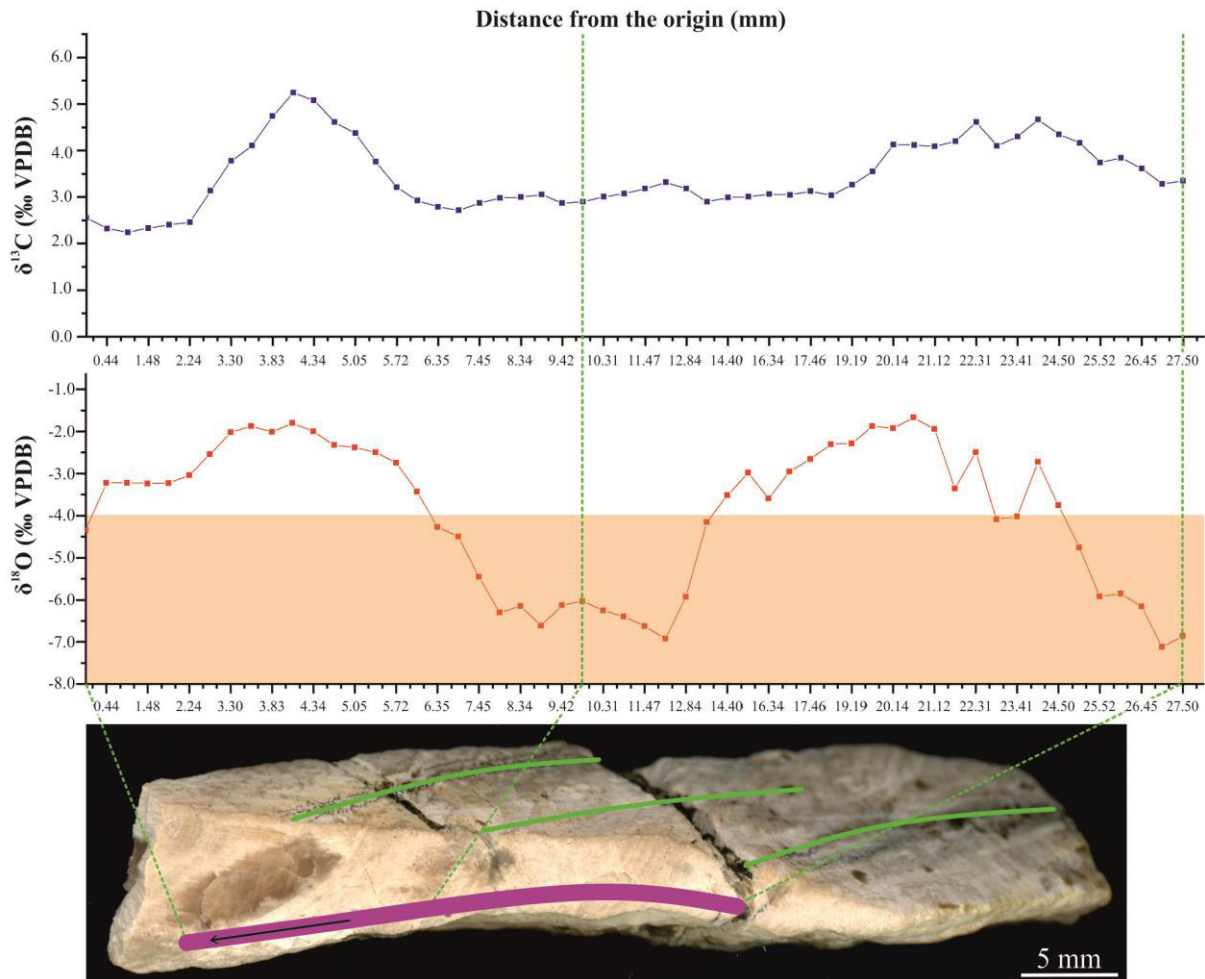 Distance from the origin (mm)
δ¹³C (‰ VPDB)
6.0
5.0
4.0
3.0
2.0
1.0
0.0
0.44 1.48 2.24 3.30 3.83 4.34 5.05 5.72 6.35 7.45 8.34 9.42 10.31 11.47 12.84 14.40 16.34 17.46 19.19 20.14 21.12 22.31 23.41 24.50 25.52 26.45 27.50
δ¹⁸O (‰ VPDB)
-1.0
-2.0
-3.0
-4.0
-5.0
-6.0
-7.0
-8.0
0.44 1.48 2.24 3.30 3.83 4.34 5.05 5.72 6.35 7.45 8.34 9.42 10.31 11.47 12.84 14.40 16.34 17.46 19.19 20.14 21.12 22.31 23.41 24.50 25.52 26.45 27.50
5 mm